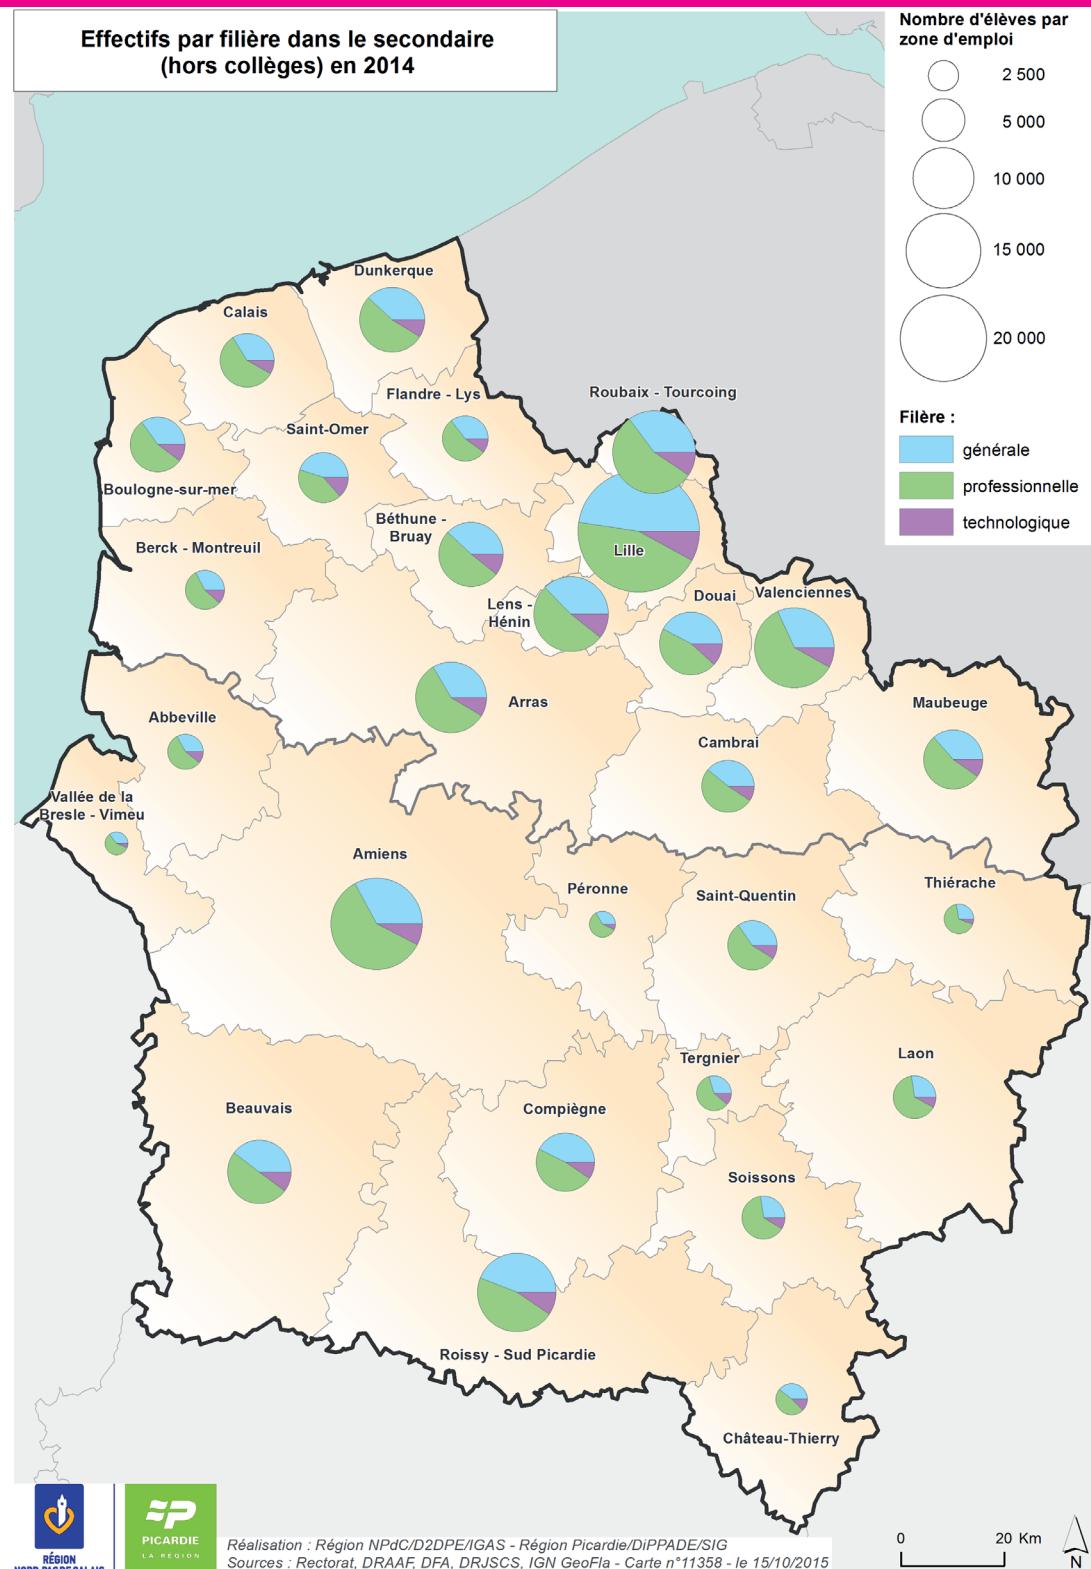 Effectifs par filière dans le secondaire
(hors collèges) en 2014
Nombre d'élèves par
zone d'emploi
2 500
5 000
10 000
15 000
20 000
Filère :
générale
professionnelle
technologique
Dunkerque
Calais
Flandre - Lys
Roubaix - Tourcoing
Saint-Omer
Boulogne-sur-mer
Béthune -
Bruay
Lille
Berck - Montreuil
Lens -
Hénin
Douai
Valenciennes
Arras
Maubeuge
Abbeville
Cambrai
Vallée de la
Bresle - Vimeu
Amiens
Péronne
Saint-Quentin
Thiérache
Tergnier
Laon
Beauvais
Compiègne
Soissons
Roissy - Sud Picardie
Château-Thierry
RÉGION
NORD-PAS DE CALAIS
PICARDIE
LA REGION
Réalisation : Région NPdC/D2DPE/IGAS - Région Picardie/DiPPADE/SIG
Sources : Rectorat, DRAAF, DFA, DRJSCS, IGN GeoFla - Carte n°11358 - le 15/10/2015
0 20 Km
N